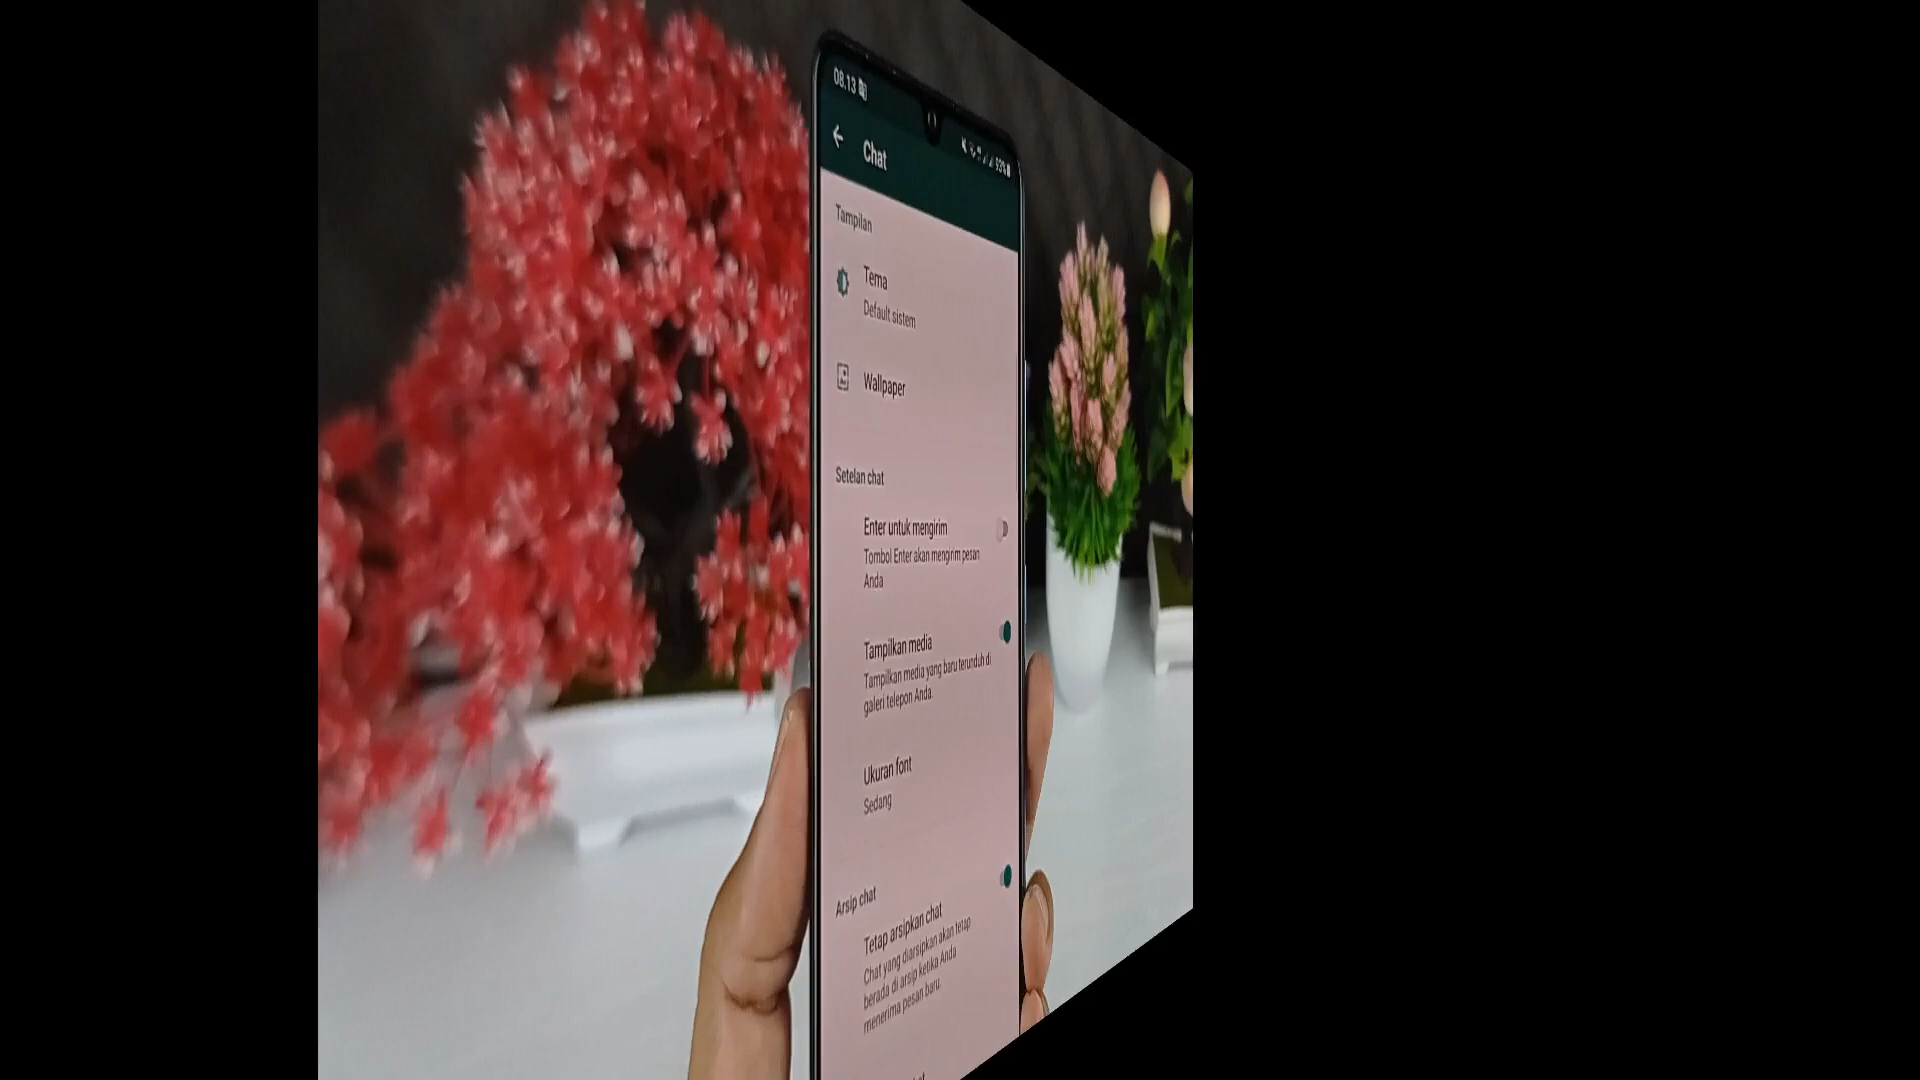 08.13
93%
Chat
Tampilan
Tema
Default sistem
Wallpaper
Setelan chat
Enter untuk mengirim
Tombol Enter akan mengirim pesan
Anda
Tampilkan media
Tampilkan media yang baru terunduh di
galeri telepon Anda.
Ukuran font
Sedang
Arsip chat
Tetap arsipkan chat
Chat yang diarsipkan akan tetap
berada di arsip ketika Anda
menerima pesan baru.